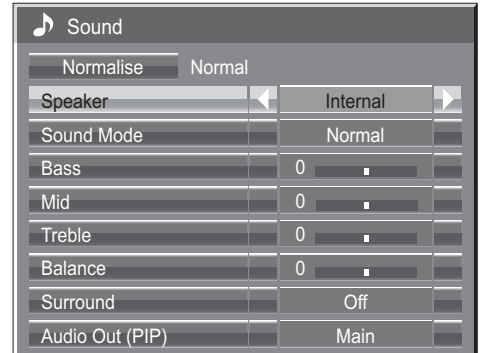 Sound
Normalise Normal
Speaker Internal
Sound Mode Normal
Bass 0
Mid 0
Treble 0
Balance 0
Surround Off
Audio Out (PIP) Main